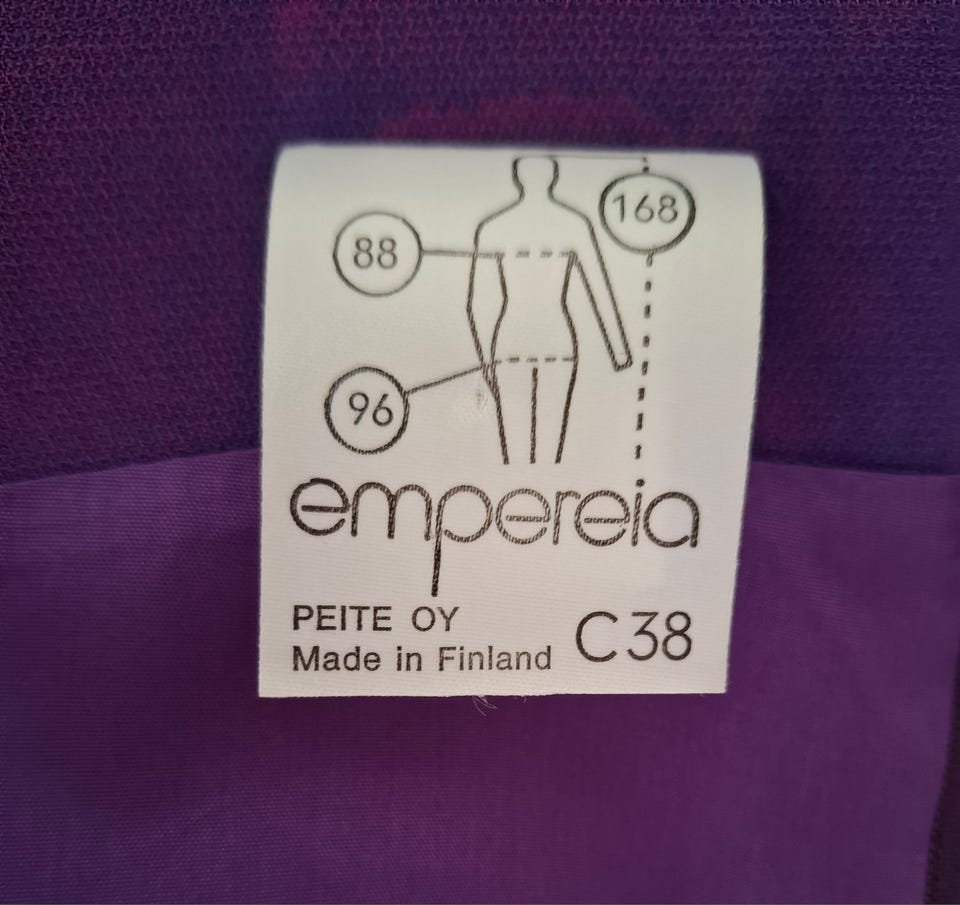 168
88
96
empereia
PEITE OY
Made in Finland
C38